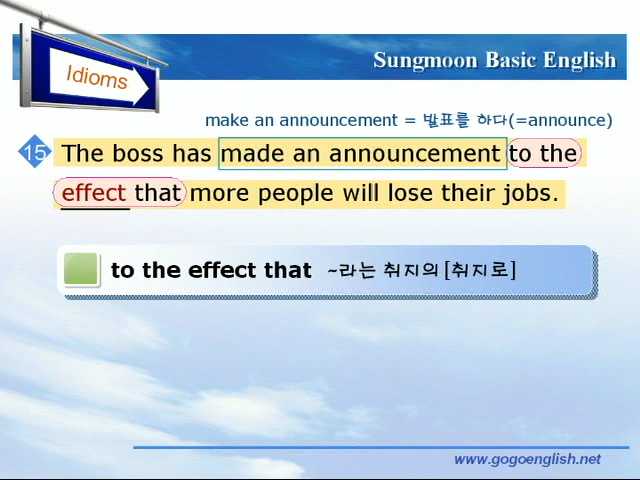 Idioms
Sungmoon Basic English
make an announcement = 발표를 하다(=announce)
15 The boss has made an announcement to the
effect that more people will lose their jobs.
to the effect that ~라는 취지의 [취지로]
www.gogoenglish.net